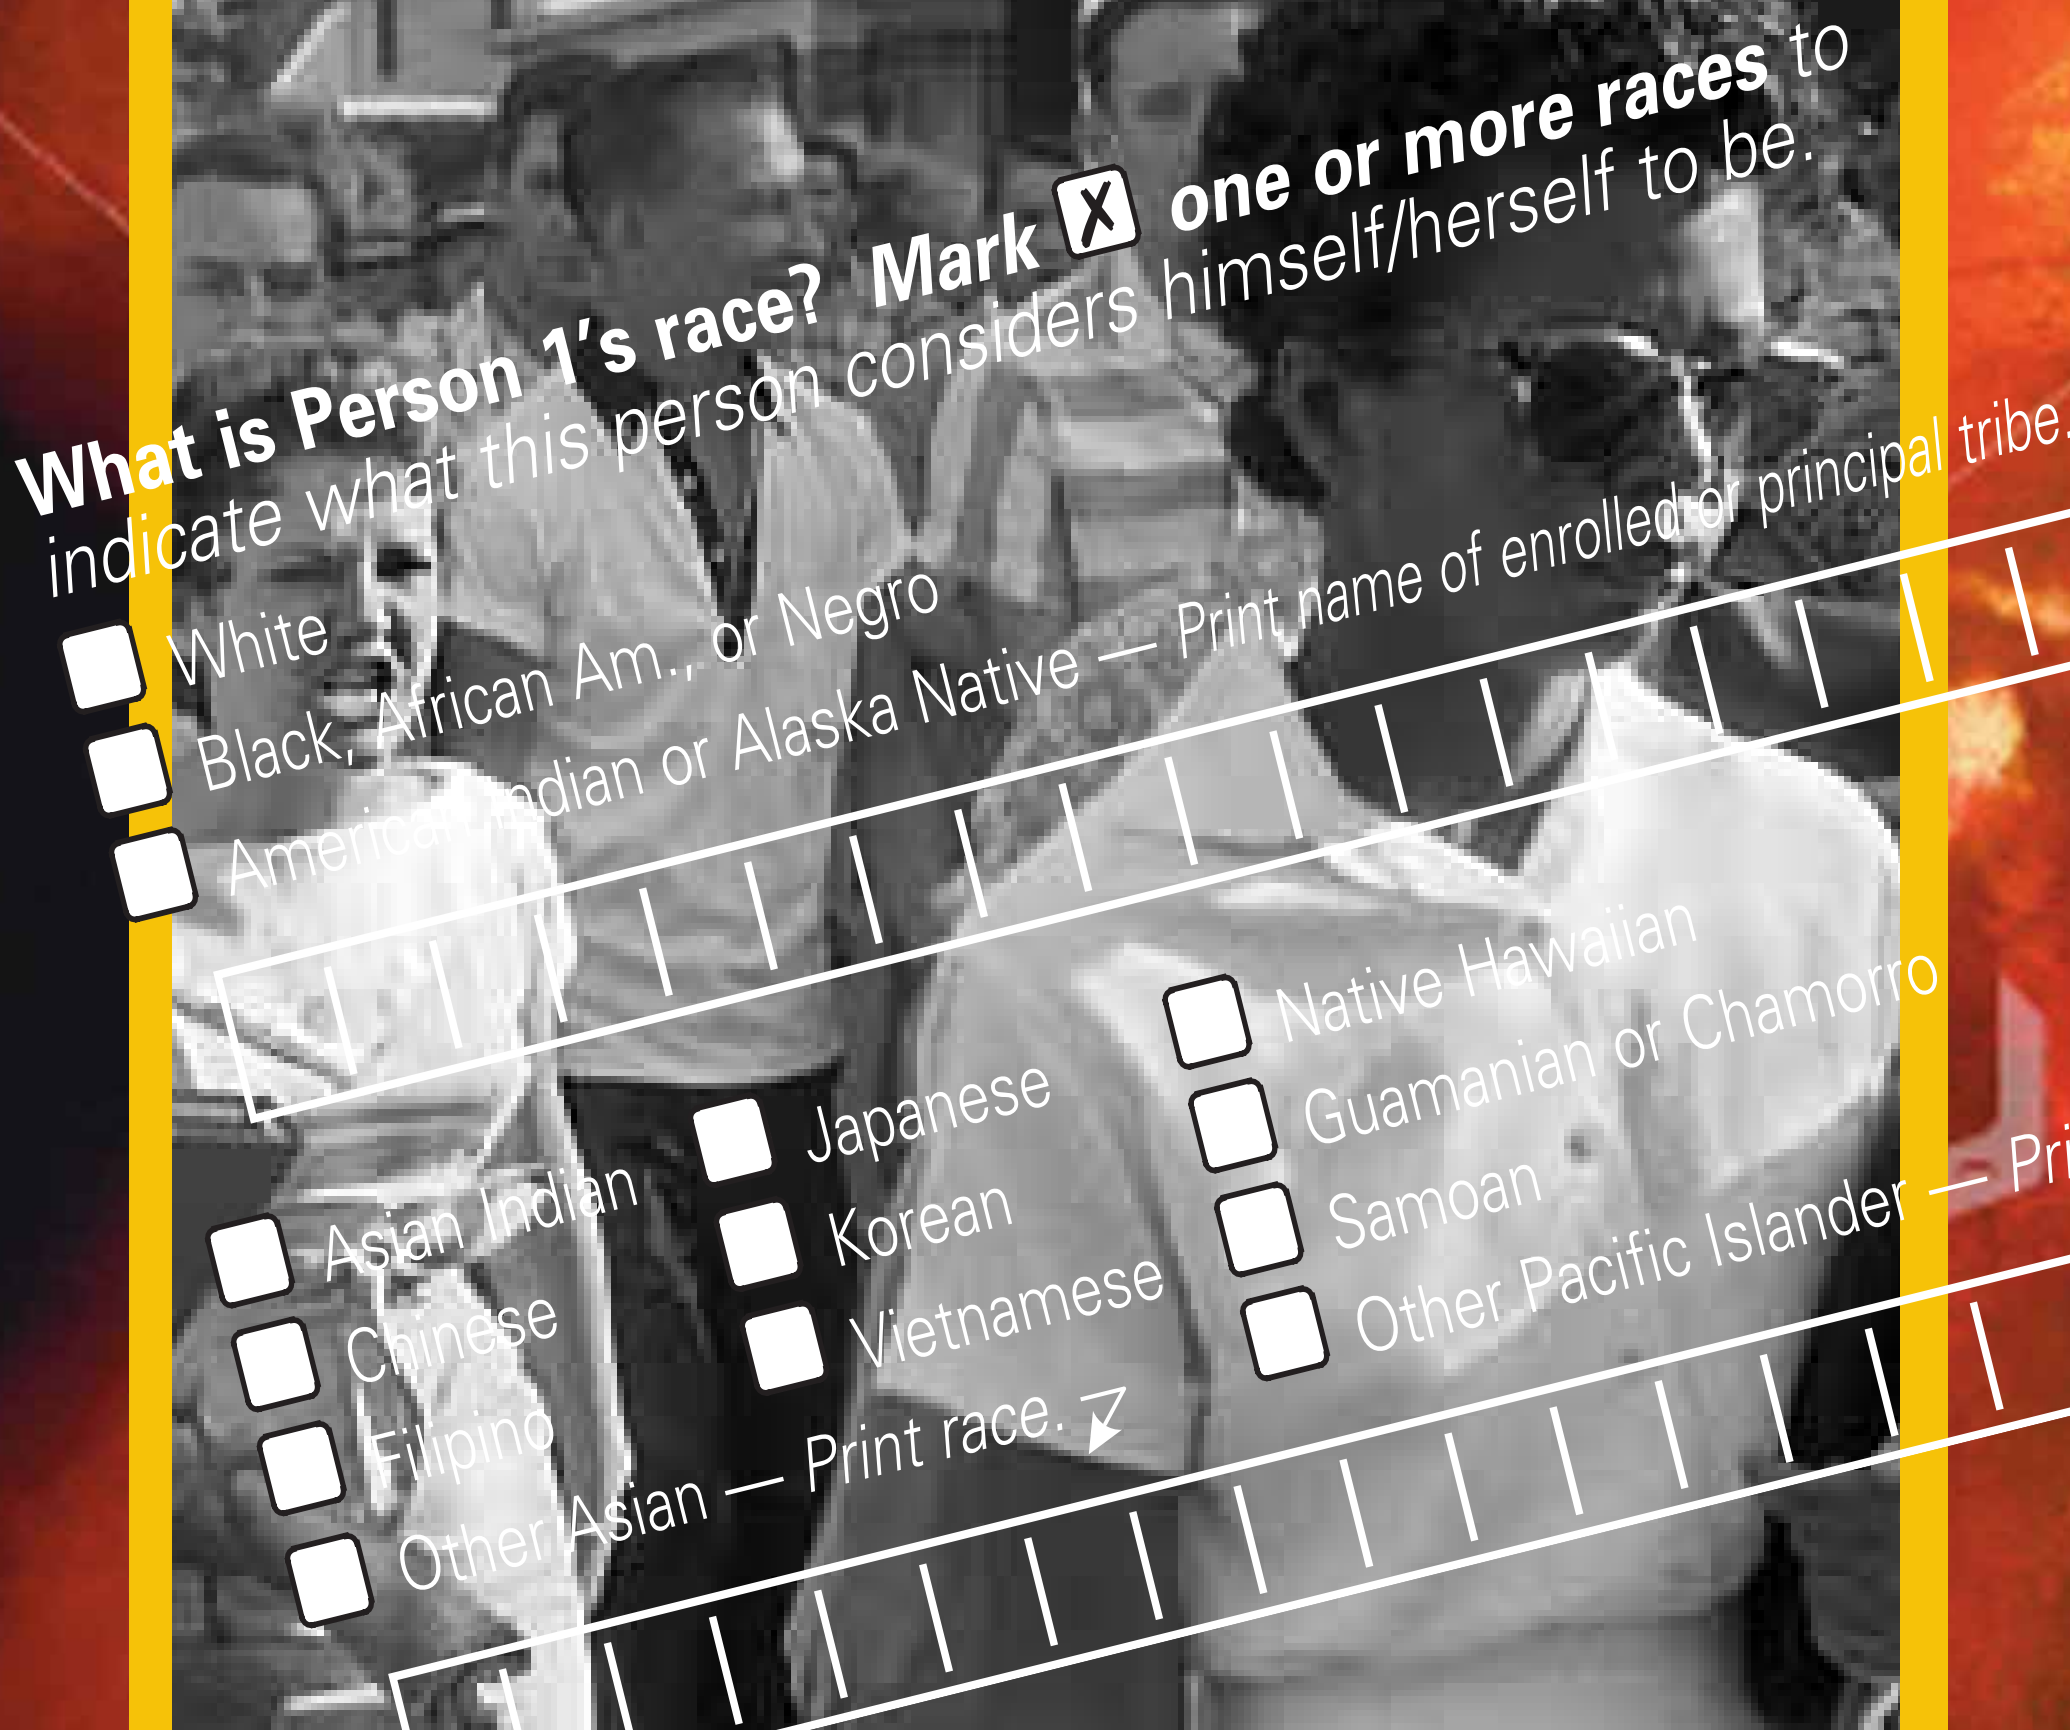 What is Person 1's race? Mark X one or more races to
indicate what this person considers himself/herself to be.
White
Black, African Am., or Negro
American Indian or Alaska Native — Print name of enrolled or principal tribe.
Asian Indian
Chinese
Filipino
Other Asian — Print race.
Japanese
Korean
Vietnamese
Native Hawaiian
Guamanian or Chamorro
Samoan
Other Pacific Islander —